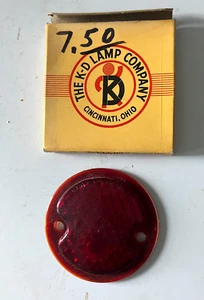 7.50
THE K-D LAMP COMPANY
KD
CINCINNATI, OHIO